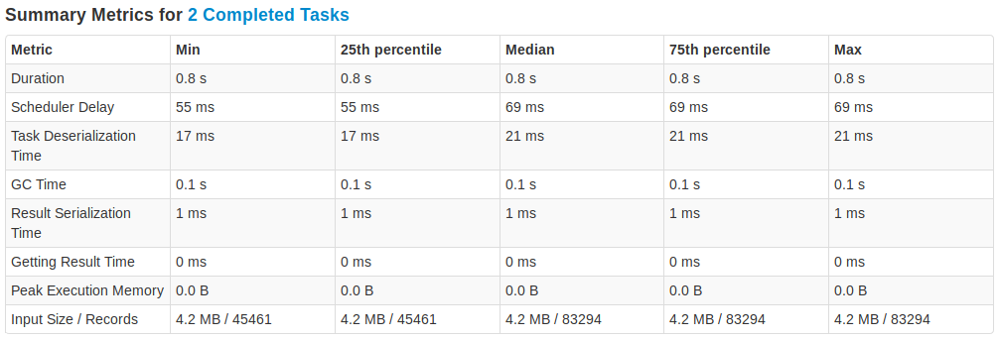 Summary Metrics for 2 Completed Tasks
Metric Min 25th percentile Median 75th percentile Max
Duration 0.8 s 0.8 s 0.8 s 0.8 s 0.8 s
Scheduler Delay 55 ms 55 ms 69 ms 69 ms 69 ms
Task Deserialization 17 ms 17 ms 21 ms 21 ms 21 ms
Time
GC Time 0.1 s 0.1 s 0.1 s 0.1 s 0.1 s
Result Serialization 1 ms 1 ms 1 ms 1 ms 1 ms
Time
Getting Result Time 0 ms 0 ms 0 ms 0 ms 0 ms
Peak Execution Memory 0.0 B 0.0 B 0.0 B 0.0 B 0.0 B
Input Size / Records 4.2 MB / 45461 4.2 MB / 45461 4.2 MB / 83294 4.2 MB / 83294 4.2 MB / 83294